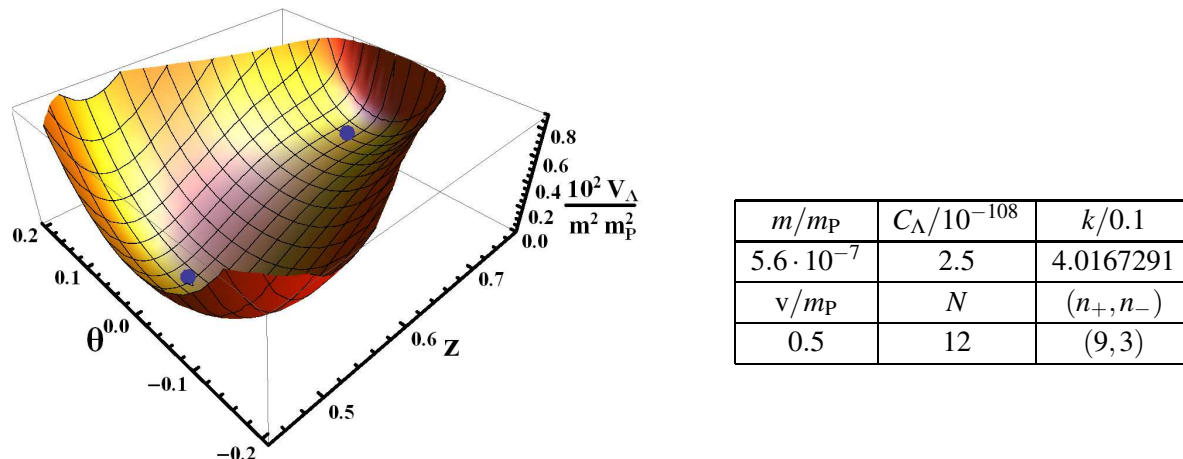 0.8
0.6
0.4
0.2
0.0
10² V_Λ
m² m_P²
0.2
0.1
0.0
−0.1
−0.2
θ
0.7
0.6
0.5
z
m/m_P C_Λ/10⁻¹⁰⁸ k/0.1
5.6·10⁻⁷ 2.5 4.0167291
v/m_P N (n₊,n₋)
0.5 12 (9,3)